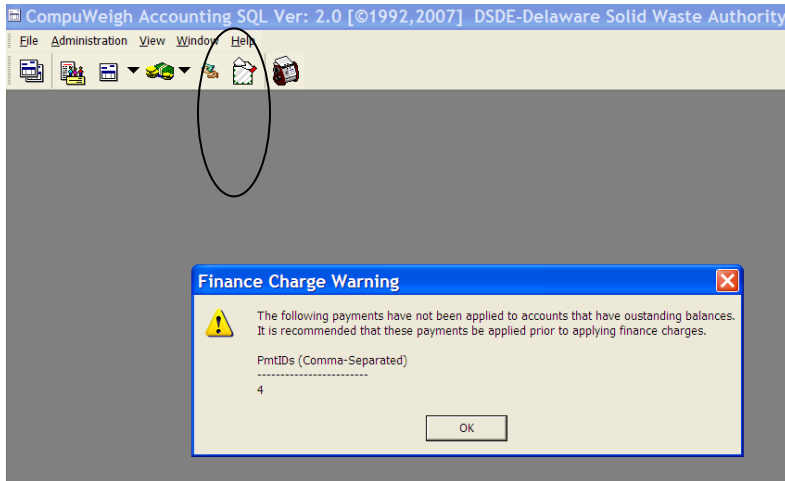 CompuWeigh Accounting SQL Ver: 2.0 [©1992,2007] DSDE-Delaware Solid Waste Authority
File Administration View Window Help
Finance Charge Warning
The following payments have not been applied to accounts that have oustanding balances.
It is recommended that these payments be applied prior to applying finance charges.
PmtIDs (Comma-Separated)
------------------------
4
OK